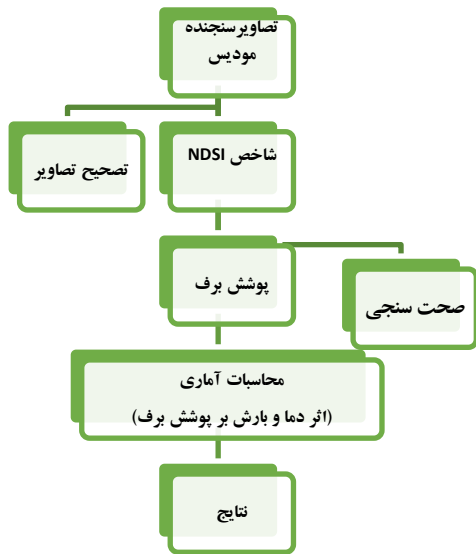 تصاویرسنجنده
مودیس
تصحیح تصاویر
شاخص NDSI
پوشش برف
صحت سنجی
محاسبات آماری
(اثر دما و بارش بر پوشش برف)
نتایج